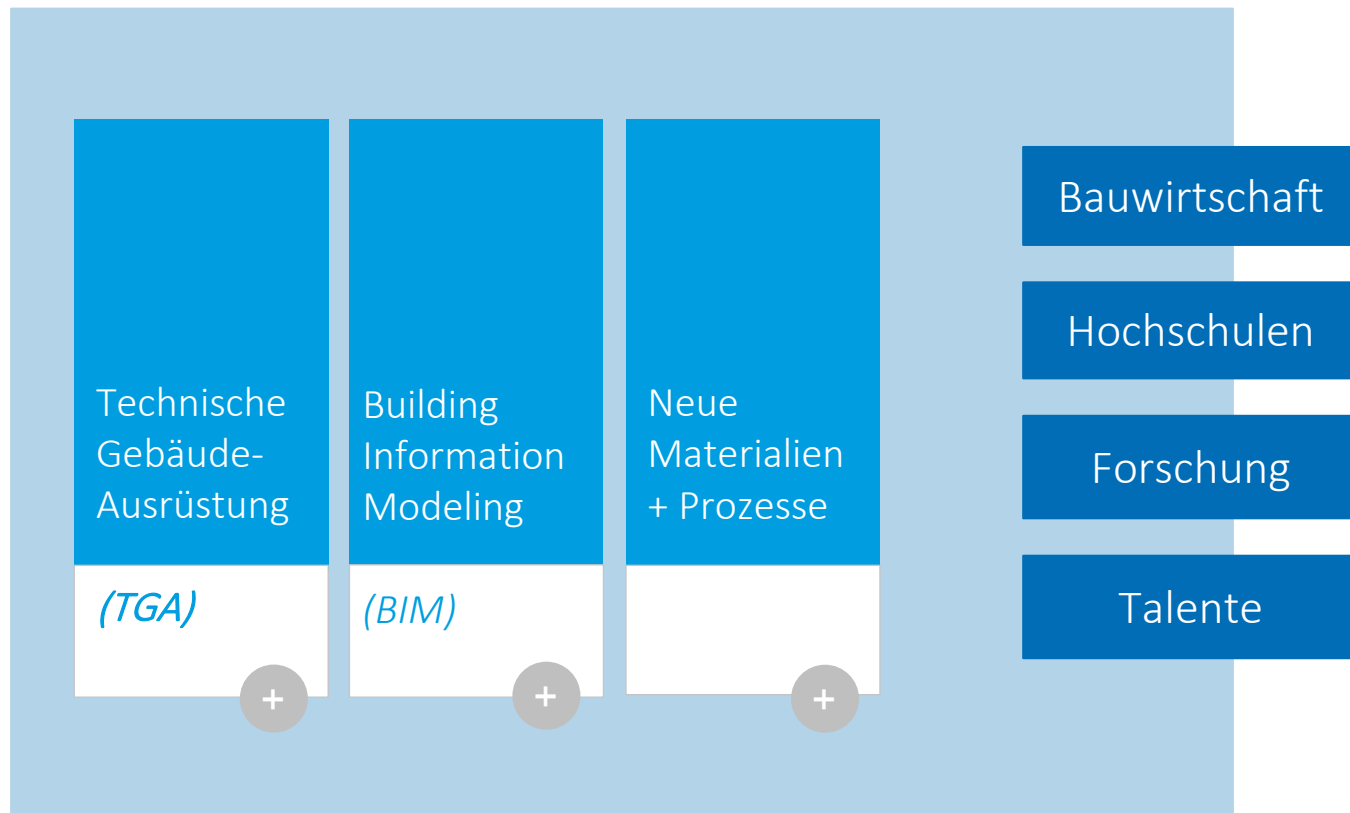 Technische
Gebäude-
Ausrüstung
(TGA)
+
Building
Information
Modeling
(BIM)
+
Neue
Materialien
+ Prozesse
+
Bauwirtschaft
Hochschulen
Forschung
Talente